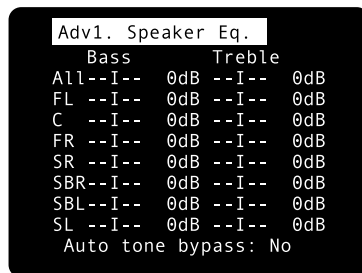 Adv1. Speaker Eq.
Bass Treble
All--I-- 0dB --I-- 0dB
FL --I-- 0dB --I-- 0dB
C --I-- 0dB --I-- 0dB
FR --I-- 0dB --I-- 0dB
SR --I-- 0dB --I-- 0dB
SBR--I-- 0dB --I-- 0dB
SBL--I-- 0dB --I-- 0dB
SL --I-- 0dB --I-- 0dB
Auto tone bypass: No